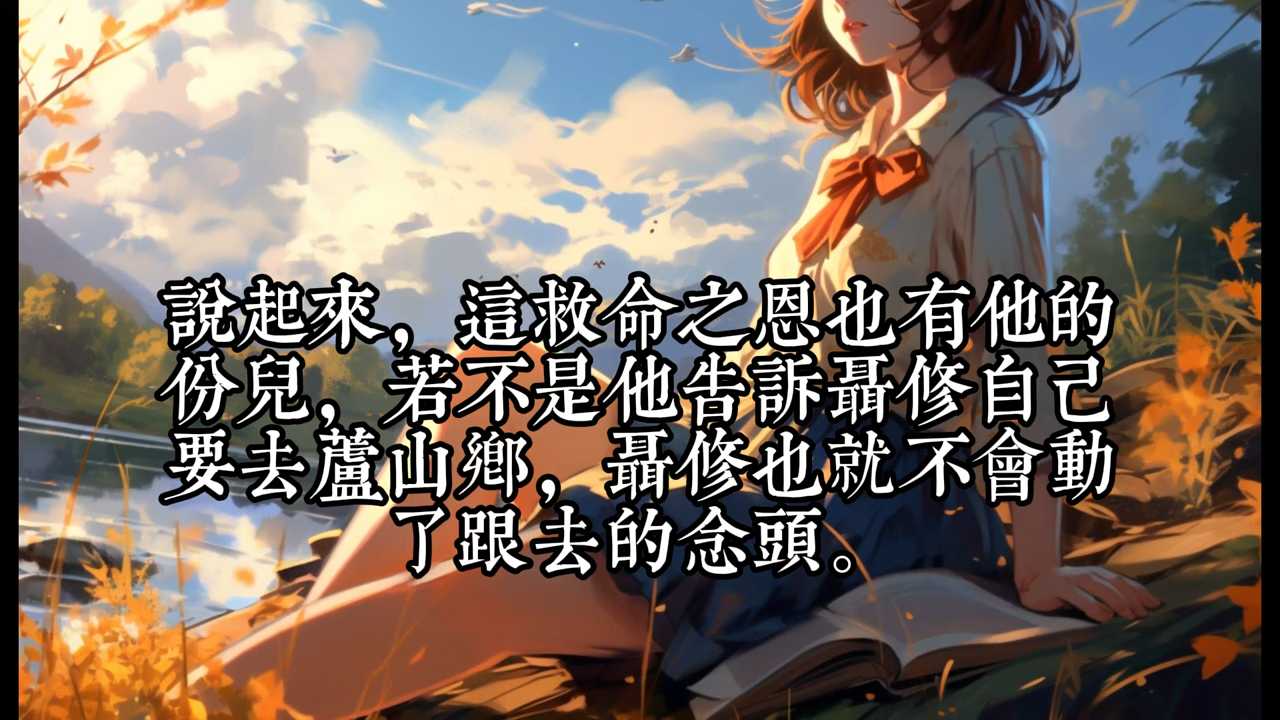 說起來，這救命之恩也有他的
份兒，若不是他告訴聶修自己
要去蘆山鄉，聶修也就不會動
了跟去的念頭。